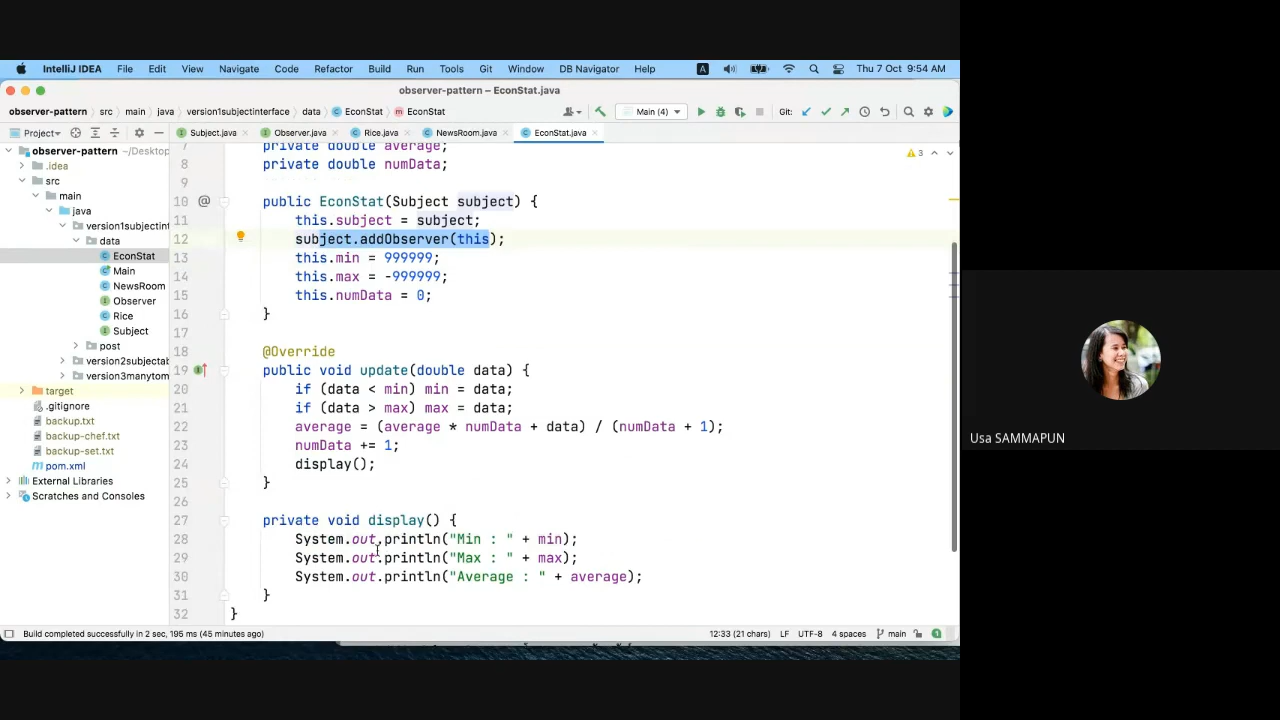 IntelliJ IDEA File Edit View Navigate Code Refactor Build Run Tools Git Window DB Navigator Help A Thu 7 Oct 9:54 AM
observer-pattern – EconStat.java
observer-pattern src main java version1subjectinterface data EconStat EconStat Main (4) Git:
Project Subject.java Observer.java Rice.java NewsRoom.java EconStat.java
observer-pattern ~/Desktop
.idea
src
main
java
version1subjectint
data
EconStat
Main
NewsRoom
Observer
Rice
Subject
post
version2subjectab
version3manytom
target
.gitignore
backup.txt
backup-chef.txt
backup-set.txt
pom.xml
External Libraries
Scratches and Consoles
3
7 private double average;
8 private double numData;
9
10 public EconStat(Subject subject) {
11 this.subject = subject;
12 subject.addObserver(this);
13 this.min = 999999;
14 this.max = -999999;
15 this.numData = 0;
16 }
17
18 @Override
19 public void update(double data) {
20 if (data < min) min = data;
21 if (data > max) max = data;
22 average = (average * numData + data) / (numData + 1);
23 numData += 1;
24 display();
25 }
26
27 private void display() {
28 System.out.println("Min : " + min);
29 System.out.println("Max : " + max);
30 System.out.println("Average : " + average);
31 }
32 }
Build completed successfully in 2 sec, 195 ms (45 minutes ago) 12:33 (21 chars) LF UTF-8 4 spaces main
Usa SAMMAPUN